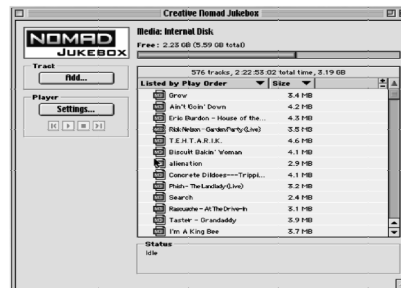 Creative Nomad Jukebox
NOMAD
JUKEBOX
Media: Internal Disk
Free: 2.23 GB (5.59 GB total)
Tract
Add...
Player
Settings...
576 tracks, 2:22:53:02 total time, 3.19 GB
Listed by Play Order
Size
Grow 3.4 MB
Ain't Goin' Down 4.2 MB
Eric Burdon - House of the... 4.3 MB
Rick Nelson - GardenParty (Live) 3.5 MB
T.E.H.T.A.R.I.K. 4.6 MB
Biscuit Bakin' Woman 4.1 MB
alienation 2.9 MB
Concrete Dildoes---Trippi... 4.1 MB
Phish - The Landlady (Live) 3.2 MB
Search 2.4 MB
Rascuache - At The Drive-In 3.1 MB
Taster - Grandaddy 3.9 MB
I'm A King Bee 3.7 MB
Status
Idle